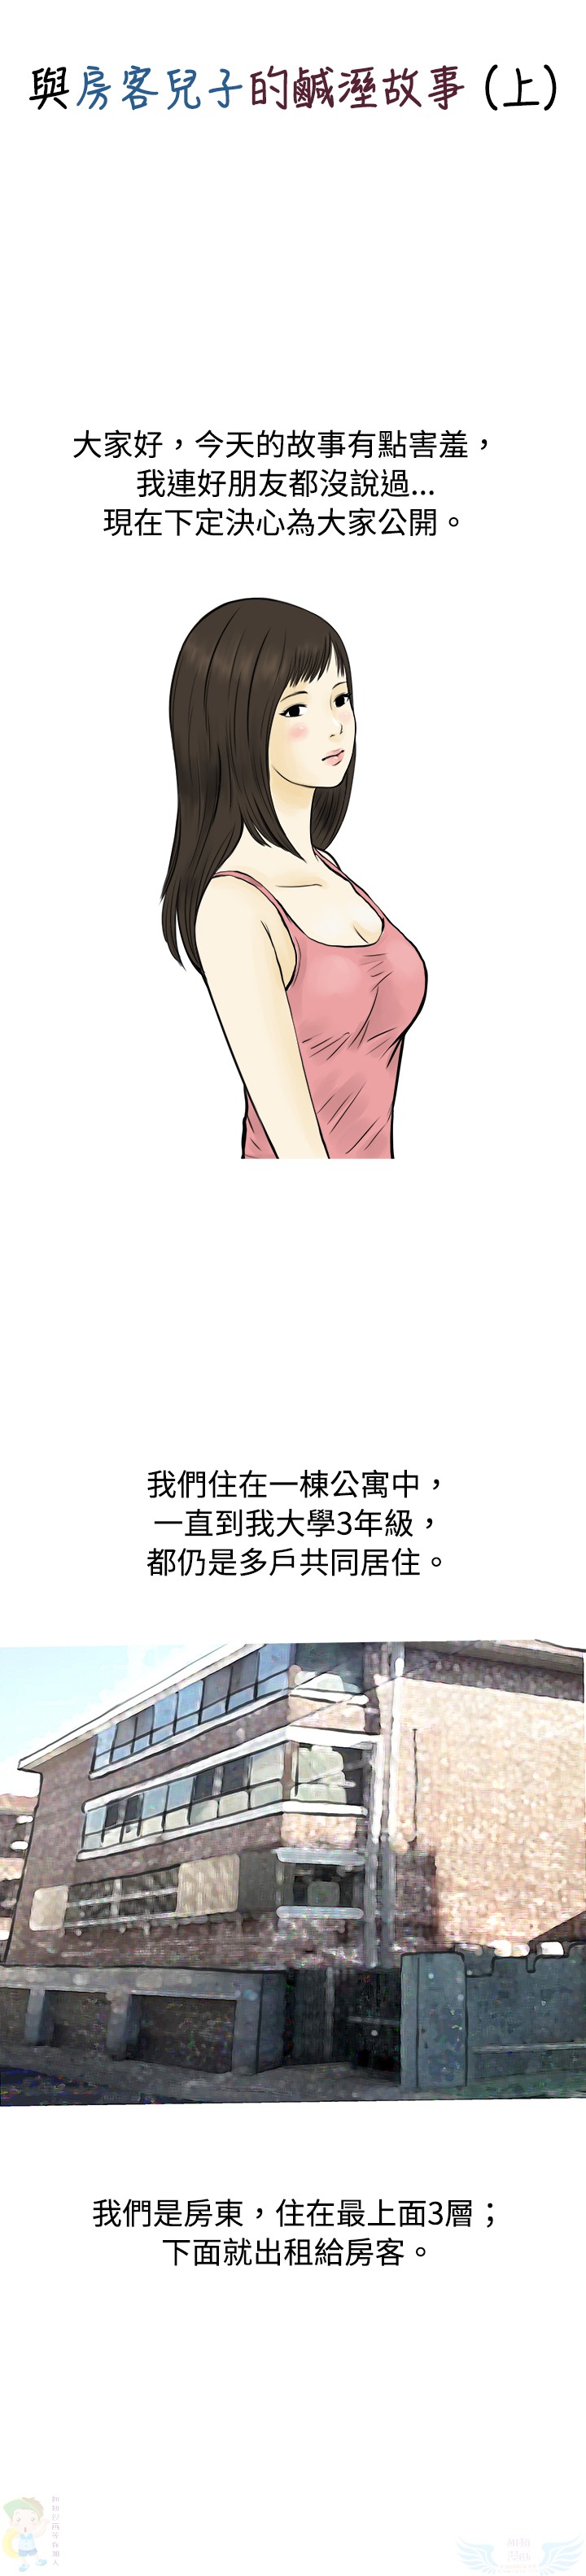 與房客兒子的鹹溼故事 (上)
大家好，今天的故事有點害羞，
我連好朋友都沒說過...
現在下定決心為大家公開。
我們住在一棟公寓中，
一直到我大學3年級，
都仍是多戶共同居住。
我們是房東，住在最上面3層；
下面就出租給房客。